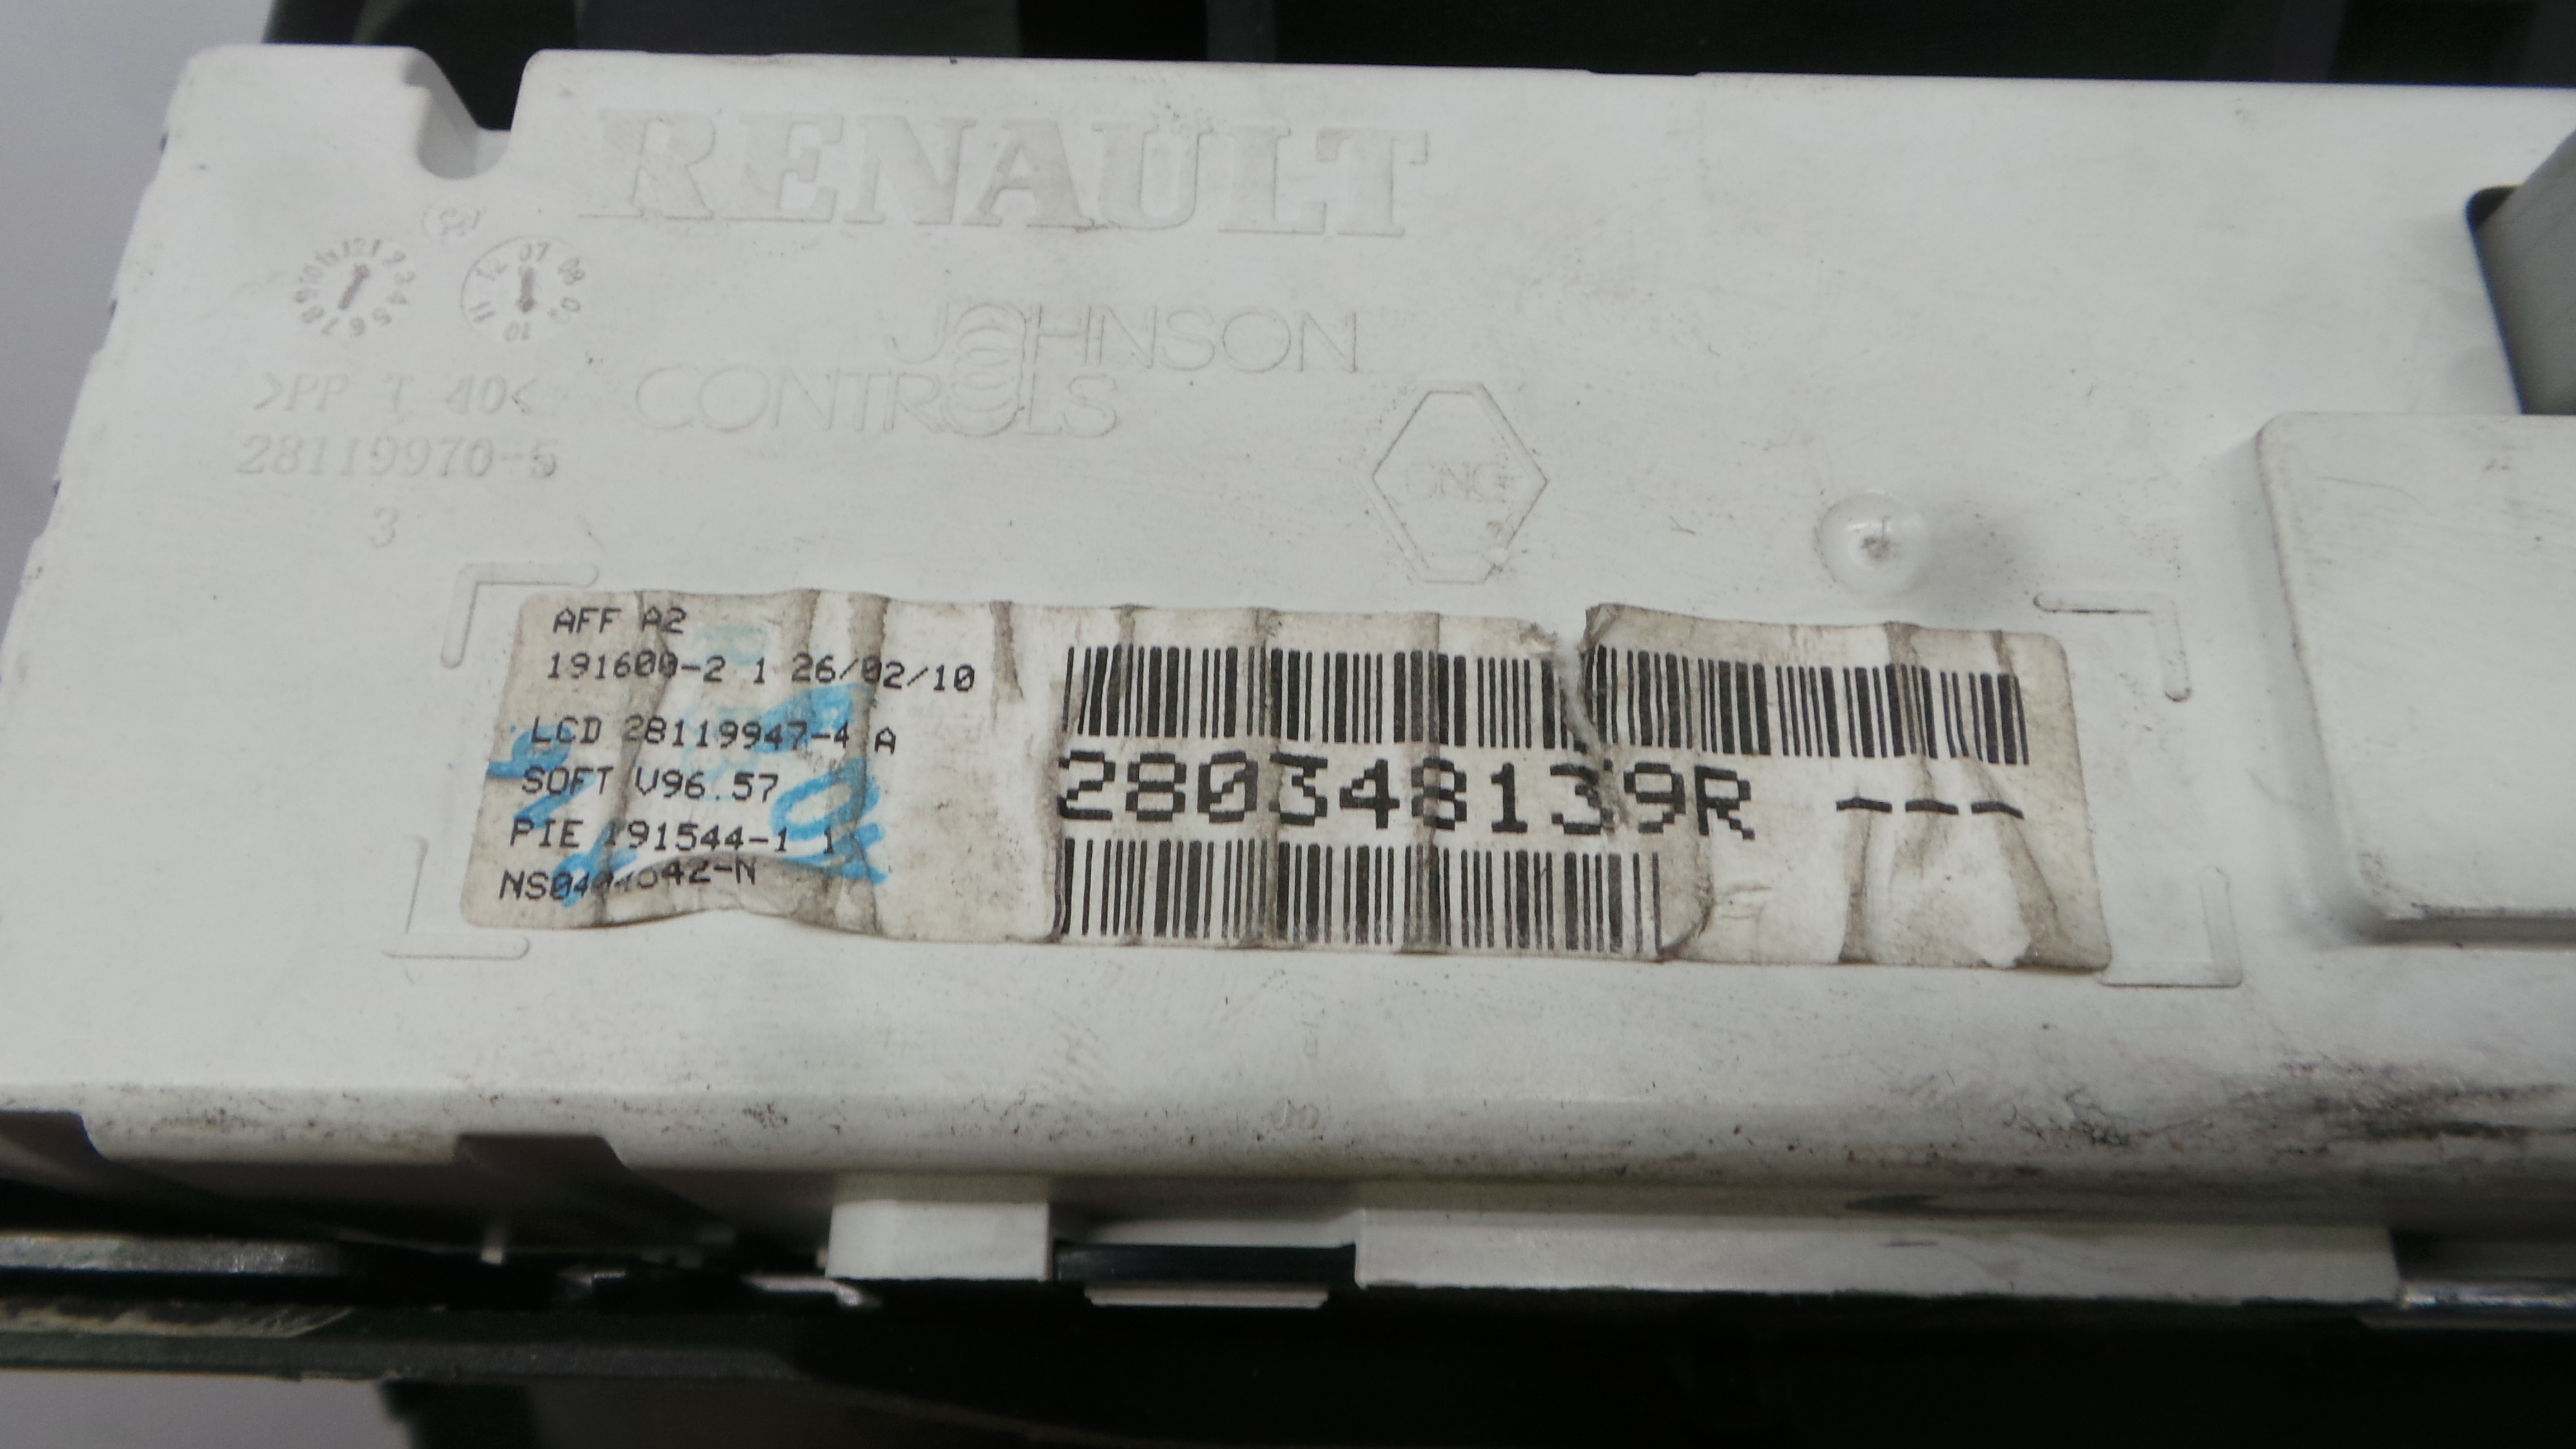 RENAULT
JOHNSON
CONTROLS
>PP T 40<
28119970-5
3
AFF A2
191600-2 1 26/02/10
LCD 28119947-4 A
SOFT V96.57
PIE 191544-1 1
280348139R ---